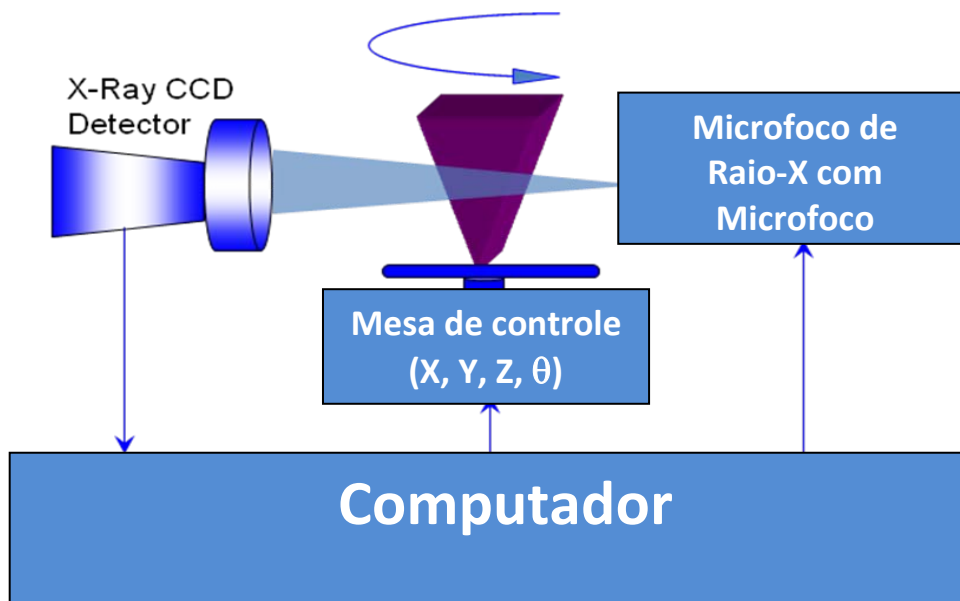 X-Ray CCD
Detector
Microfoco de
Raio-X com
Microfoco
Mesa de controle
(X, Y, Z, θ)
Computador